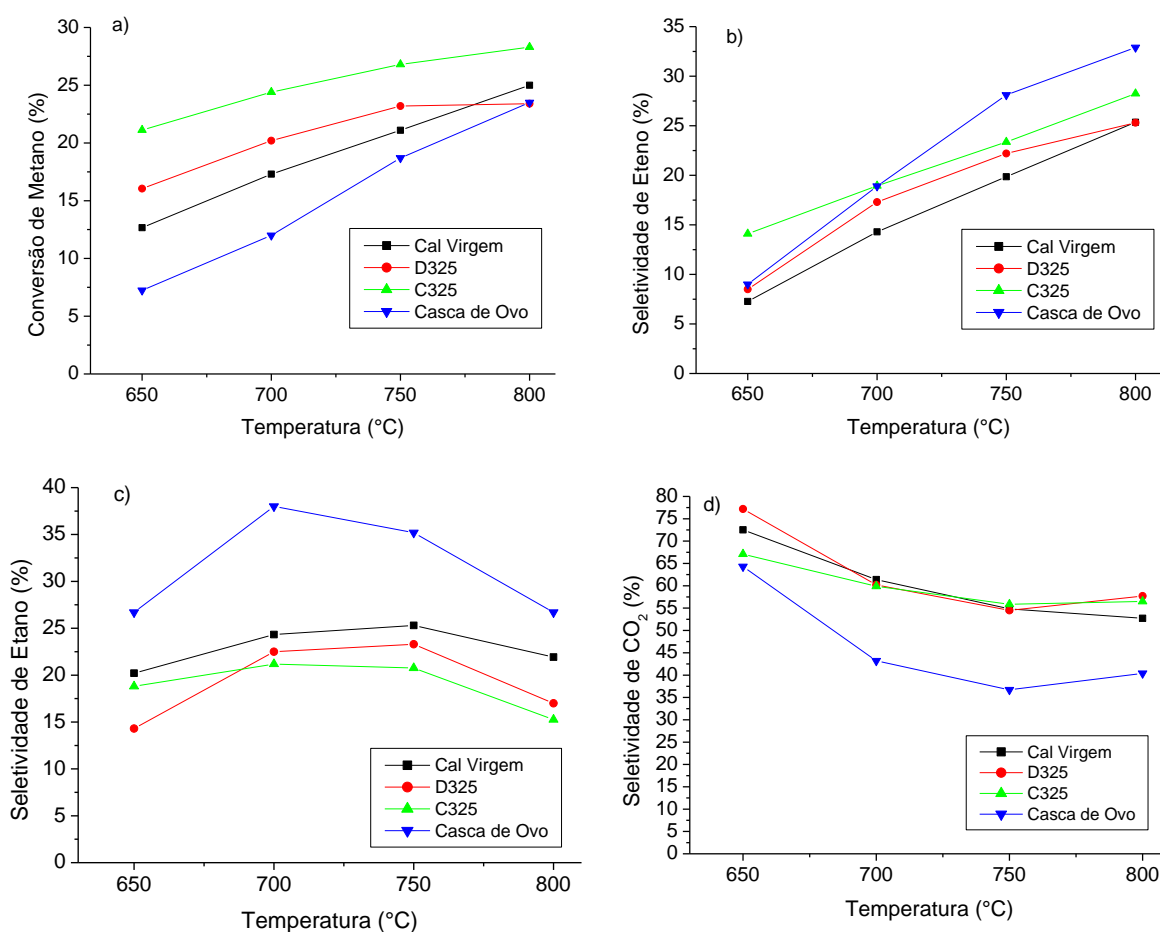 a)
Conversão de Metano (%)
30
25
20
15
10
5
0
650 700 750 800
Temperatura (°C)
Cal Virgem
D325
C325
Casca de Ovo
b)
Seletividade de Eteno (%)
35
30
25
20
15
10
5
0
650 700 750 800
Temperatura (°C)
Cal Virgem
D325
C325
Casca de Ovo
c)
Seletividade de Etano (%)
40
35
30
25
20
15
10
5
0
650 700 750 800
Temperatura (°C)
Cal Virgem
D325
C325
Casca de Ovo
d)
Seletividade de CO₂ (%)
80
75
70
65
60
55
50
45
40
35
30
25
20
15
10
5
0
650 700 750 800
Temperatura (°C)
Cal Virgem
D325
C325
Casca de Ovo